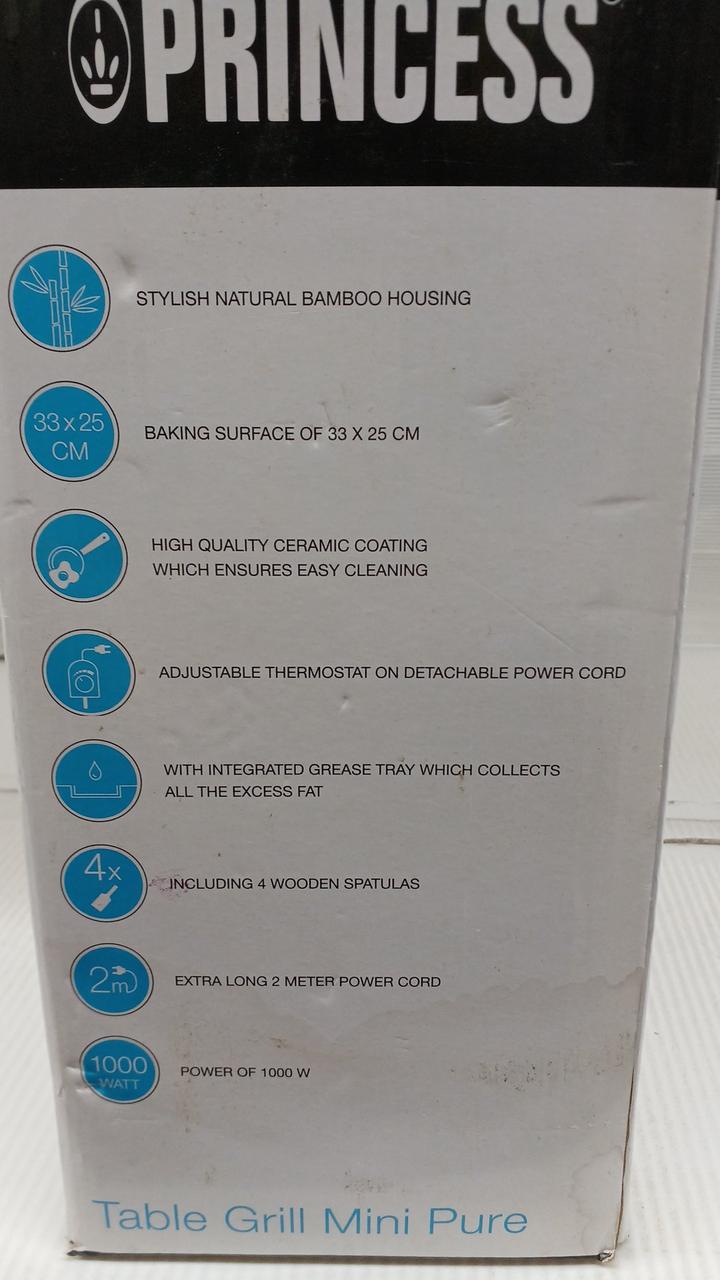 PRINCESS
STYLISH NATURAL BAMBOO HOUSING
33 x 25
CM
BAKING SURFACE OF 33 X 25 CM
HIGH QUALITY CERAMIC COATING
WHICH ENSURES EASY CLEANING
ADJUSTABLE THERMOSTAT ON DETACHABLE POWER CORD
WITH INTEGRATED GREASE TRAY WHICH COLLECTS
ALL THE EXCESS FAT
4x
INCLUDING 4 WOODEN SPATULAS
2m
EXTRA LONG 2 METER POWER CORD
1000
WATT
POWER OF 1000 W
Table Grill Mini Pure